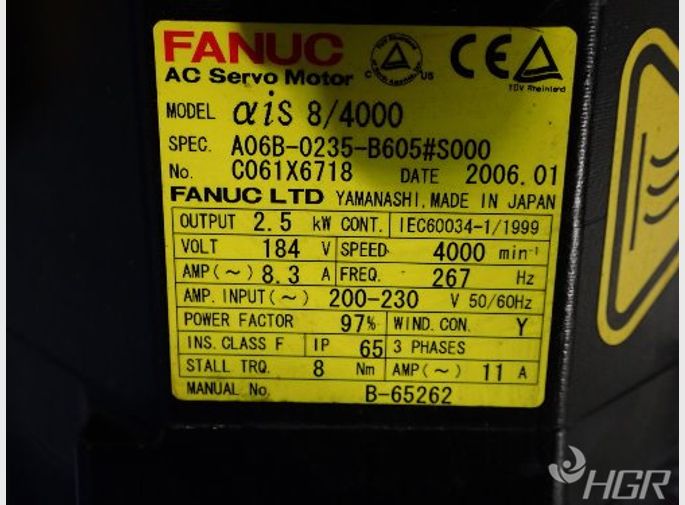 FANUC
AC Servo Motor
C US
CE
TÜV Rheinland
MODEL αiS 8/4000
SPEC. A06B-0235-B605#S000
No. C061X6718 DATE 2006.01
FANUC LTD YAMANASHI, MADE IN JAPAN
OUTPUT 2.5 kW CONT. IEC60034-1/1999
VOLT 184 V SPEED 4000 min⁻¹
AMP(~) 8.3 A FREQ. 267 Hz
AMP. INPUT(~) 200-230 V 50/60Hz
POWER FACTOR 97% WIND. CON. Y
INS. CLASS F IP 65 3 PHASES
STALL TRQ. 8 Nm AMP(~) 11 A
MANUAL No. B-65262
HGR